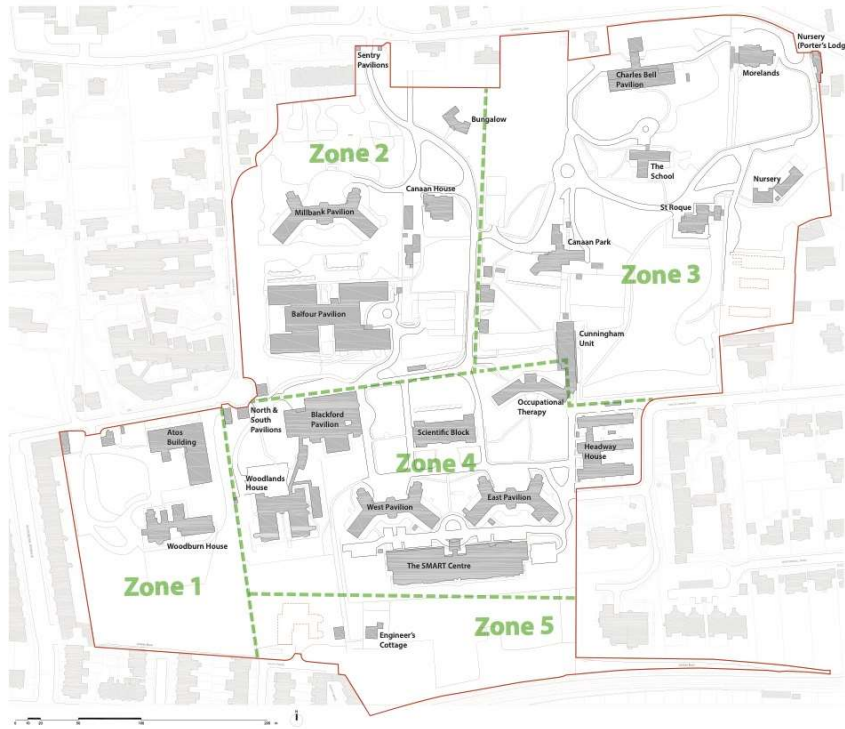 Sentry
Pavilions
Nursery
(Porter's Lodg
Charles Bell
Pavilion
Morelands
Bungalow
Zone 2
The
School
Nursery
Canaan House
Millbank Pavilion
St Roque
Canaan Park
Zone 3
Balfour Pavilion
Cunningham
Unit
Occupational
Therapy
North &
South
Pavilions
Blackford
Pavilion
Atos
Building
Scientific Block
Headway
House
Zone 4
Woodlands
House
West Pavilion
East Pavilion
Woodburn House
The SMART Centre
Zone 1
Zone 5
Engineer's
Cottage